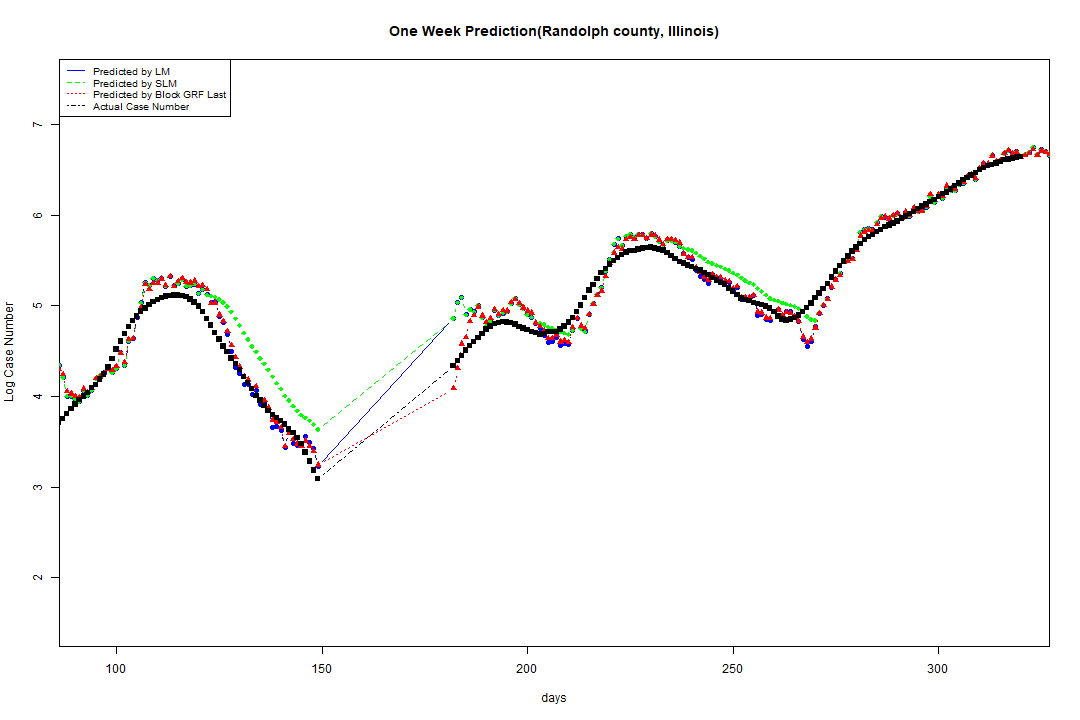 One Week Prediction(Randolph county, Illinois)
Predicted by LM
Predicted by SLM
Predicted by Block GRF Last
Actual Case Number
Log Case Number
7
6
5
4
3
2
100 150 200 250 300
days